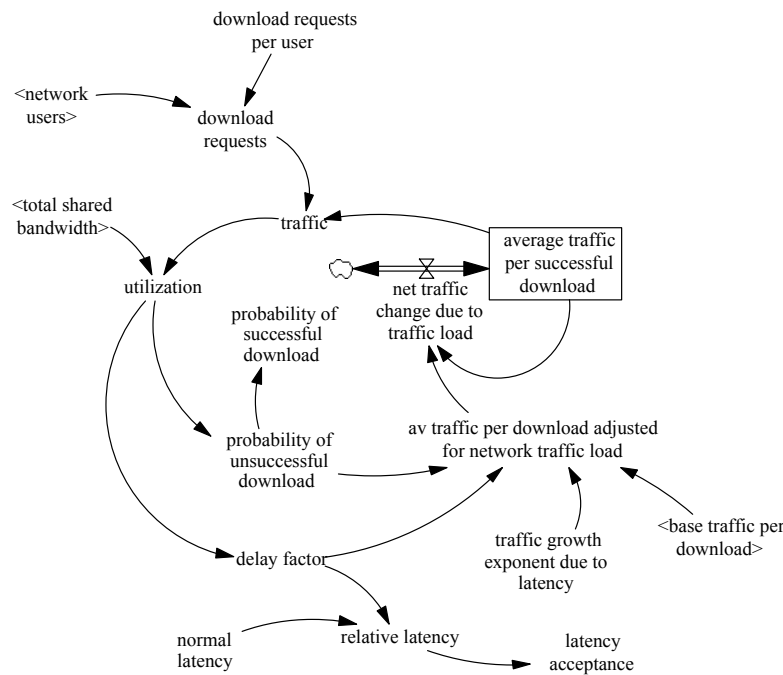 download requests
per user
<network
users>
download
requests
<total shared
bandwidth>
traffic
average traffic
per successful
download
utilization
net traffic
change due to
traffic load
probability of
successful
download
probability of
unsuccessful
download
av traffic per download adjusted
for network traffic load
traffic growth
exponent due to
latency
<base traffic per
download>
delay factor
normal
latency
relative latency
latency
acceptance